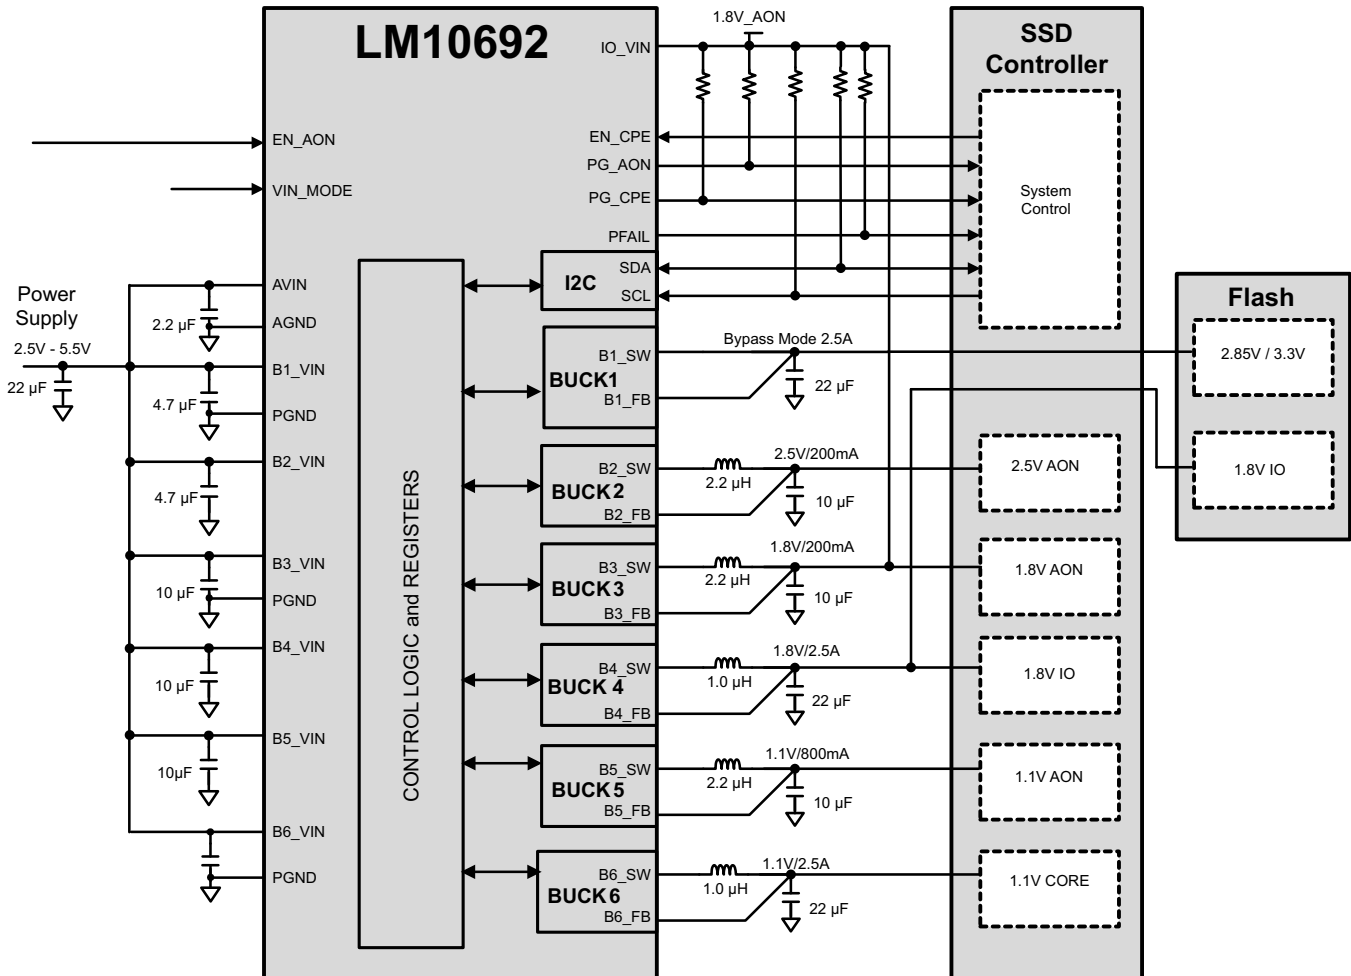 LM10692
1.8V_AON
SSD
Controller
IO_VIN
EN_AON
VIN_MODE
EN_CPE
PG_AON
PG_CPE
PFAIL
System
Control
I2C
SDA
SCL
Power
Supply
2.5V - 5.5V
22 µF
AVIN
2.2 µF
AGND
B1_VIN
4.7 µF
PGND
B2_VIN
4.7 µF
B3_VIN
10 µF
PGND
B4_VIN
10 µF
B5_VIN
10µF
B6_VIN
PGND
CONTROL LOGIC and REGISTERS
BUCK1
B1_SW
B1_FB
Bypass Mode 2.5A
22 µF
BUCK2
B2_SW
B2_FB
2.2 µH
2.5V/200mA
10 µF
BUCK3
B3_SW
B3_FB
2.2 µH
1.8V/200mA
10 µF
BUCK 4
B4_SW
B4_FB
1.0 µH
1.8V/2.5A
22 µF
BUCK5
B5_SW
B5_FB
2.2 µH
1.1V/800mA
10 µF
BUCK6
B6_SW
B6_FB
1.0 µH
1.1V/2.5A
22 µF
2.5V AON
1.8V AON
1.8V IO
1.1V AON
1.1V CORE
Flash
2.85V / 3.3V
1.8V IO